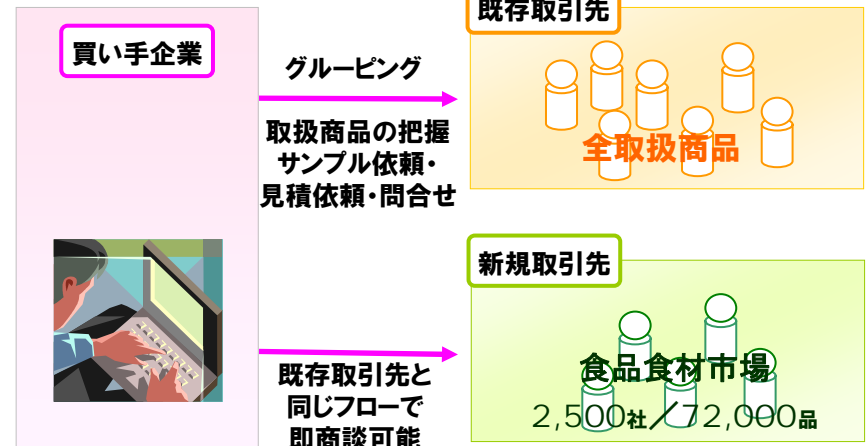 買い手企業
グルーピング
取扱商品の把握
サンプル依頼・
見積依頼・問合せ
既存取引先
全取扱商品
既存取引先と
同じフローで
即商談可能
新規取引先
食品食材市場
2,500社／72,000品